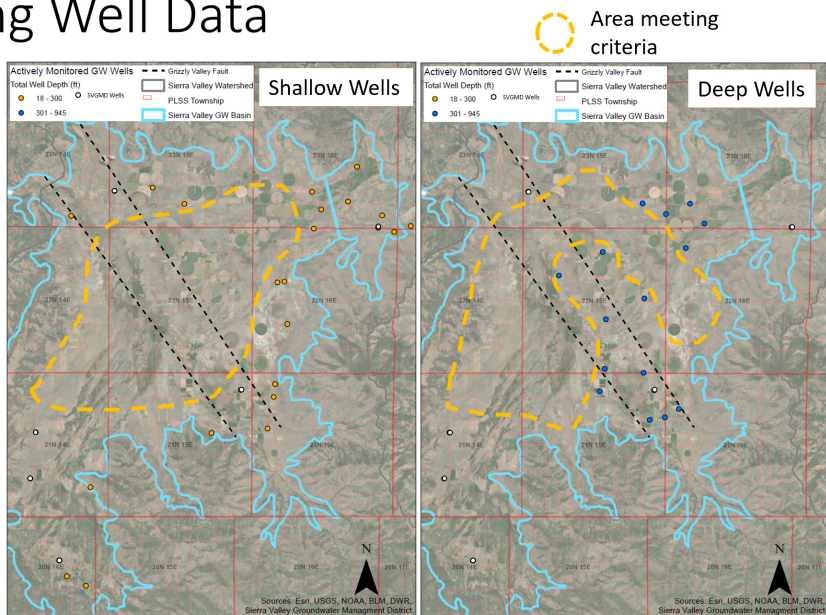 ng Well Data
Area meeting
criteria
Actively Monitored GW Wells
Total Well Depth (ft)
18 - 300
301 - 945
SVGMD Wells
Grizzly Valley Fault
Sierra Valley Watershed
PLSS Township
Sierra Valley GW Basin
Shallow Wells
23N 14E
23N 15E
23N 16E
22N 14E
22N 15E
22N 16E
21N 14E
21N 15E
21N 16E
20N 14E
20N 15E
20N 16E
20N 17E
N
Sources: Esri, USGS, NOAA, BLM, DWR,
Sierra Valley Groundwater Managment District
Actively Monitored GW Wells
Total Well Depth (ft)
18 - 300
301 - 945
SVGMD Wells
Grizzly Valley Fault
Sierra Valley Watershed
PLSS Township
Sierra Valley GW Basin
Deep Wells
23N 14E
23N 15E
23N 16E
22N 14E
22N 15E
22N 16E
21N 14E
21N 15E
21N 16E
20N 14E
20N 15E
20N 16E
20N 17E
N
Sources: Esri, USGS, NOAA, BLM, DWR,
Sierra Valley Groundwater Managment District